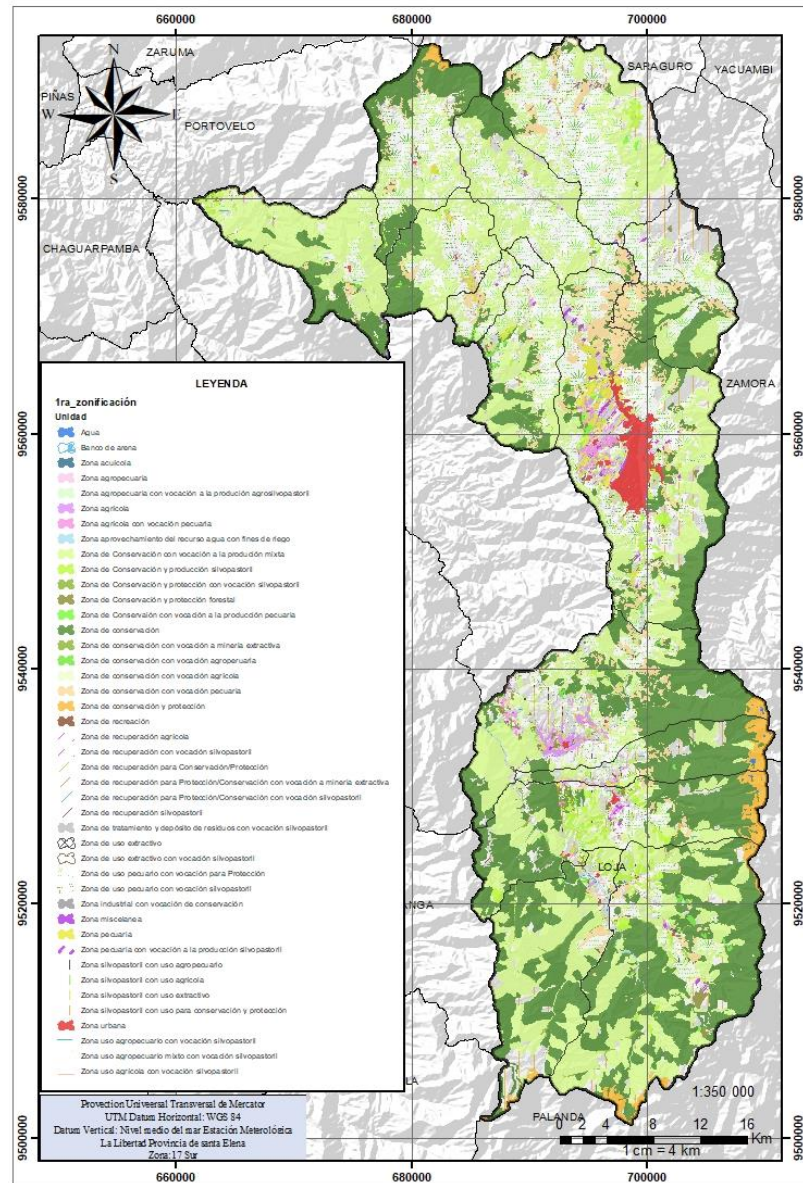 660000 680000 700000
N
W E
S
ZARUMA
PIÑAS
PORTOVELO
SARAGURO
YACUAMBI
9580000 9580000
CHAGUARPAMBA
ZAMORA
9560000
9540000 9540000
9520000 9520000
9500000 9500000
LOJA
ANGA
LA
PALANDA
LEYENDA
1ra_zonificación
Unidad
Agua
Banco de arena
Zona acuícola
Zona agropecuaria
Zona agropecuaria con vocación a la produción agrosilvopastoril
Zona agrícola
Zona agrícola con vocación pecuaria
Zona aprovechamiento del recurso agua con fines de riego
Zona de Conservación con vocación a la produción mixta
Zona de Conservación y producción silvopastoril
Zona de Conservación y protección con vocación silvopastoril
Zona de Conservación y protección forestal
Zona de Conservaión con vocación a la producción pecuaria
Zona de conservación
Zona de conservación con vocación a minería extractiva
Zona de conservación con vocación agroperuaria
Zona de conservación con vocación agrícola
Zona de conservación con vocación pecuaria
Zona de conservación y protección
Zona de recreación
Zona de recuperación agrícola
Zona de recuperación con vocación silvopastoril
Zona de recuperación para Conservación/Protección
Zona de recuperación para Protección/Conservación con vocación a minería extractiva
Zona de recuperación para Protección/Conservación con vocación silvopastoril
Zona de recuperación silvopastoril
Zona de tratamiento y depósito de residuos con vocación silvopastoril
Zona de uso extractivo
Zona de uso extractivo con vocación silvopastoril
Zona de uso pecuario con vocación para Protección
Zona de uso pecuario con vocación silvopastoril
Zona industrial con vocación de conservación
Zona miscelanea
Zona pecuaria
Zona pecuaria con vocación a la producción silvopastoril
Zona silvopastoril con uso agropecuario
Zona silvopastoril con uso agrícola
Zona silvopastoril con uso extractivo
Zona silvopastoril con uso para conservación y protección
Zona urbana
Zona uso agropecuario con vocación silvopastoril
Zona uso agropecuario mixto con vocación silvopastoril
Zona uso agrícola con vocación silvopastoril
Proyection Univeersal Transversal de Mercator
UTM Datum Horizontal: WGS 84
Datum Vertical: Nivel medio del mar Estación Meterológica
La Libertad Provincia de santa Elena
Zona: 17 Sur
1:350 000
0 2 4 8 12 16
Km
1 cm = 4 km
660000 680000 700000